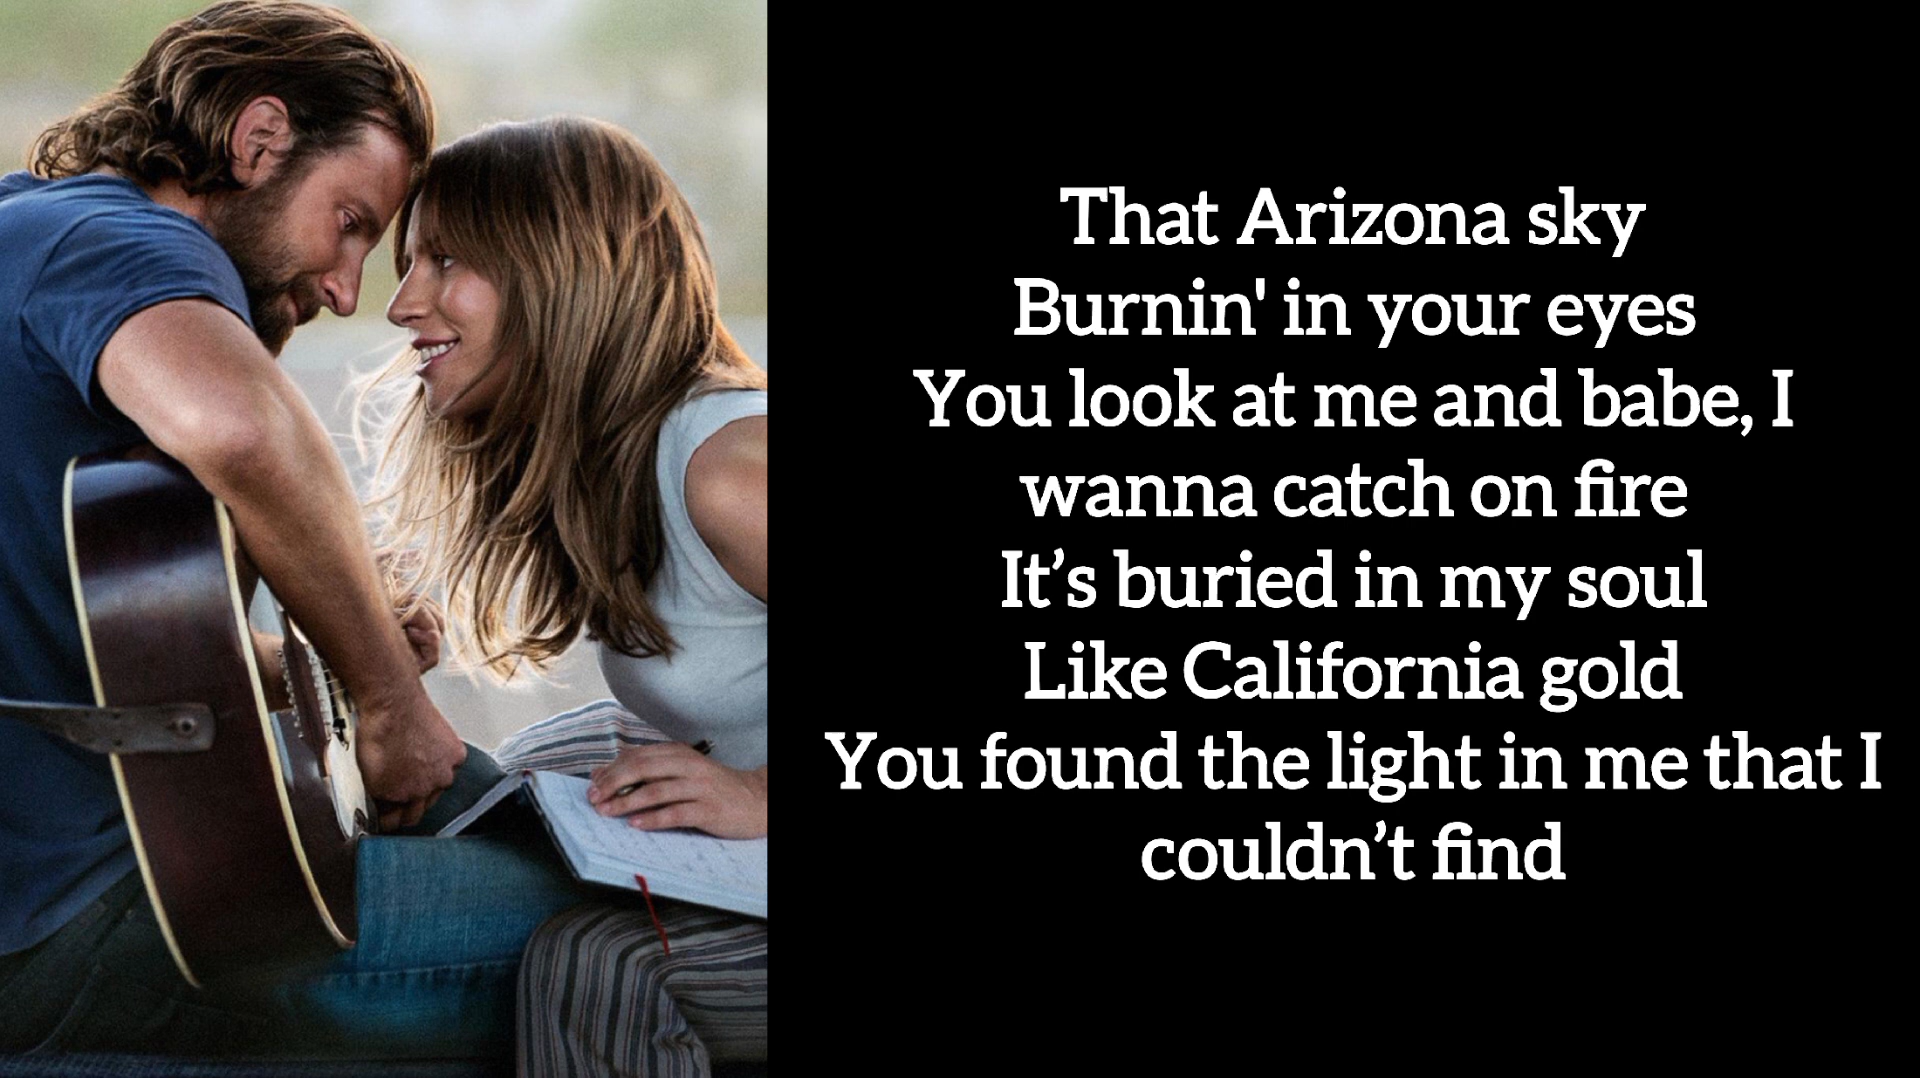 That Arizona sky
Burnin' in your eyes
You look at me and babe, I
wanna catch on fire
It’s buried in my soul
Like California gold
You found the light in me that I
couldn’t find